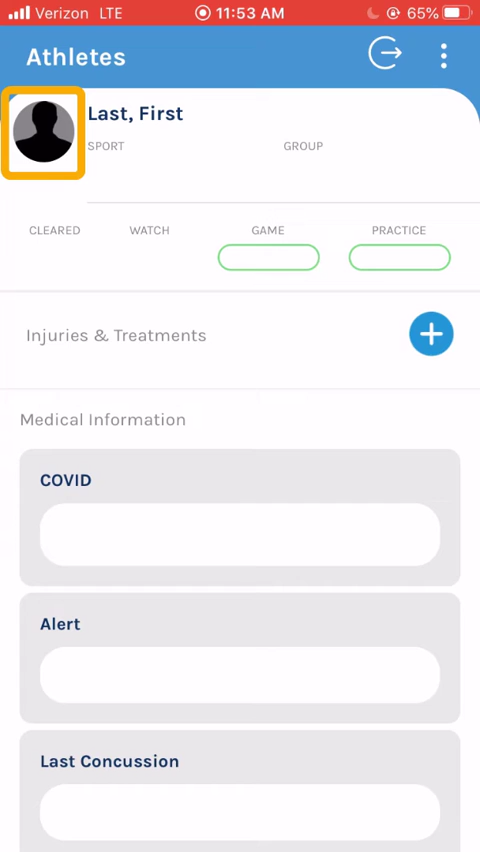 Verizon LTE 11:53 AM 65%
Athletes
Last, First
SPORT GROUP
CLEARED WATCH GAME PRACTICE
Injuries & Treatments
Medical Information
COVID
Alert
Last Concussion